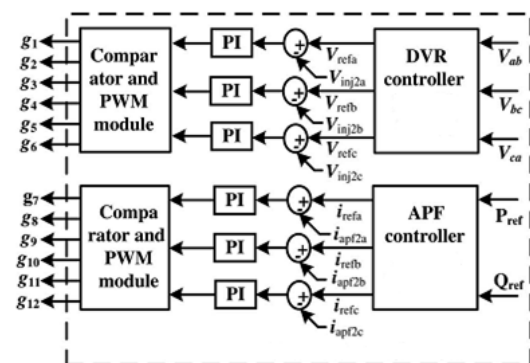 g1
g2
g3
g4
g5
g6
Compar
ator and
PWM
module
PI
PI
PI
+
-
+
-
+
-
Vrefa
Vinj2a
Vrefb
Vinj2b
Vrefc
Vinj2c
DVR
controller
Vab
Vbc
Vca
g7
g8
g9
g10
g11
g12
Compa
rator and
PWM
module
PI
PI
PI
+
-
+
-
+
-
irefa
iapf2a
irefb
iapf2b
irefc
iapf2c
APF
controller
Pref
Qref